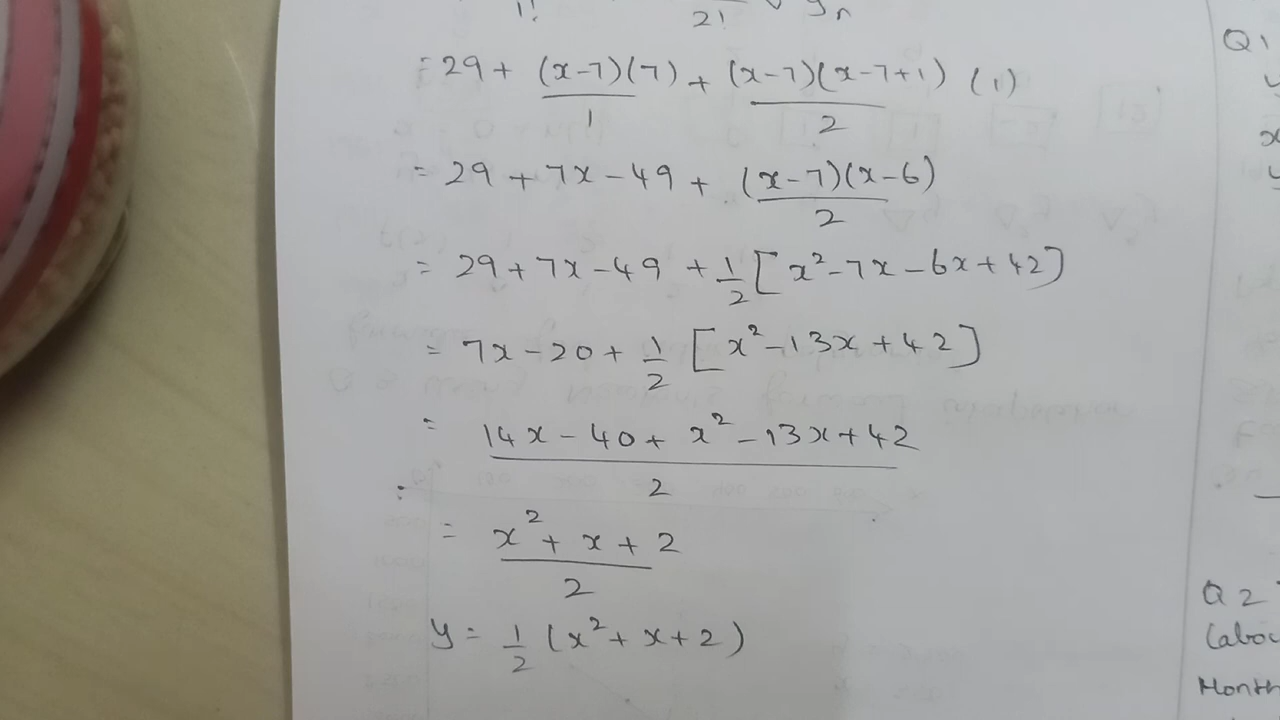 1! 2!
= 29 + (x-7)(7)/1 + (x-7)(x-7+1)/2 (1)
= 29 + 7x - 49 + (x-7)(x-6)/2
= 29 + 7x - 49 + 1/2 [x² - 7x - 6x + 42]
= 7x - 20 + 1/2 [x² - 13x + 42]
= 14x - 40 + x² - 13x + 42 / 2
= x² + x + 2 / 2
y = 1/2 (x² + x + 2)
Q1
Q2
Month